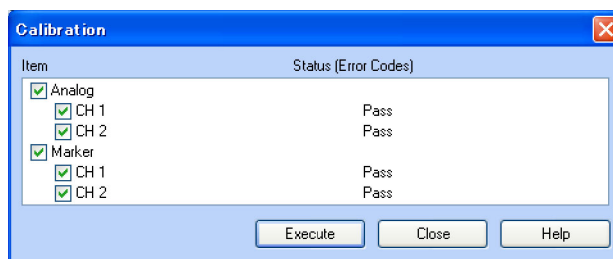 Calibration
Item Status (Error Codes)
Analog
CH 1 Pass
CH 2 Pass
Marker
CH 1 Pass
CH 2 Pass
Execute Close Help